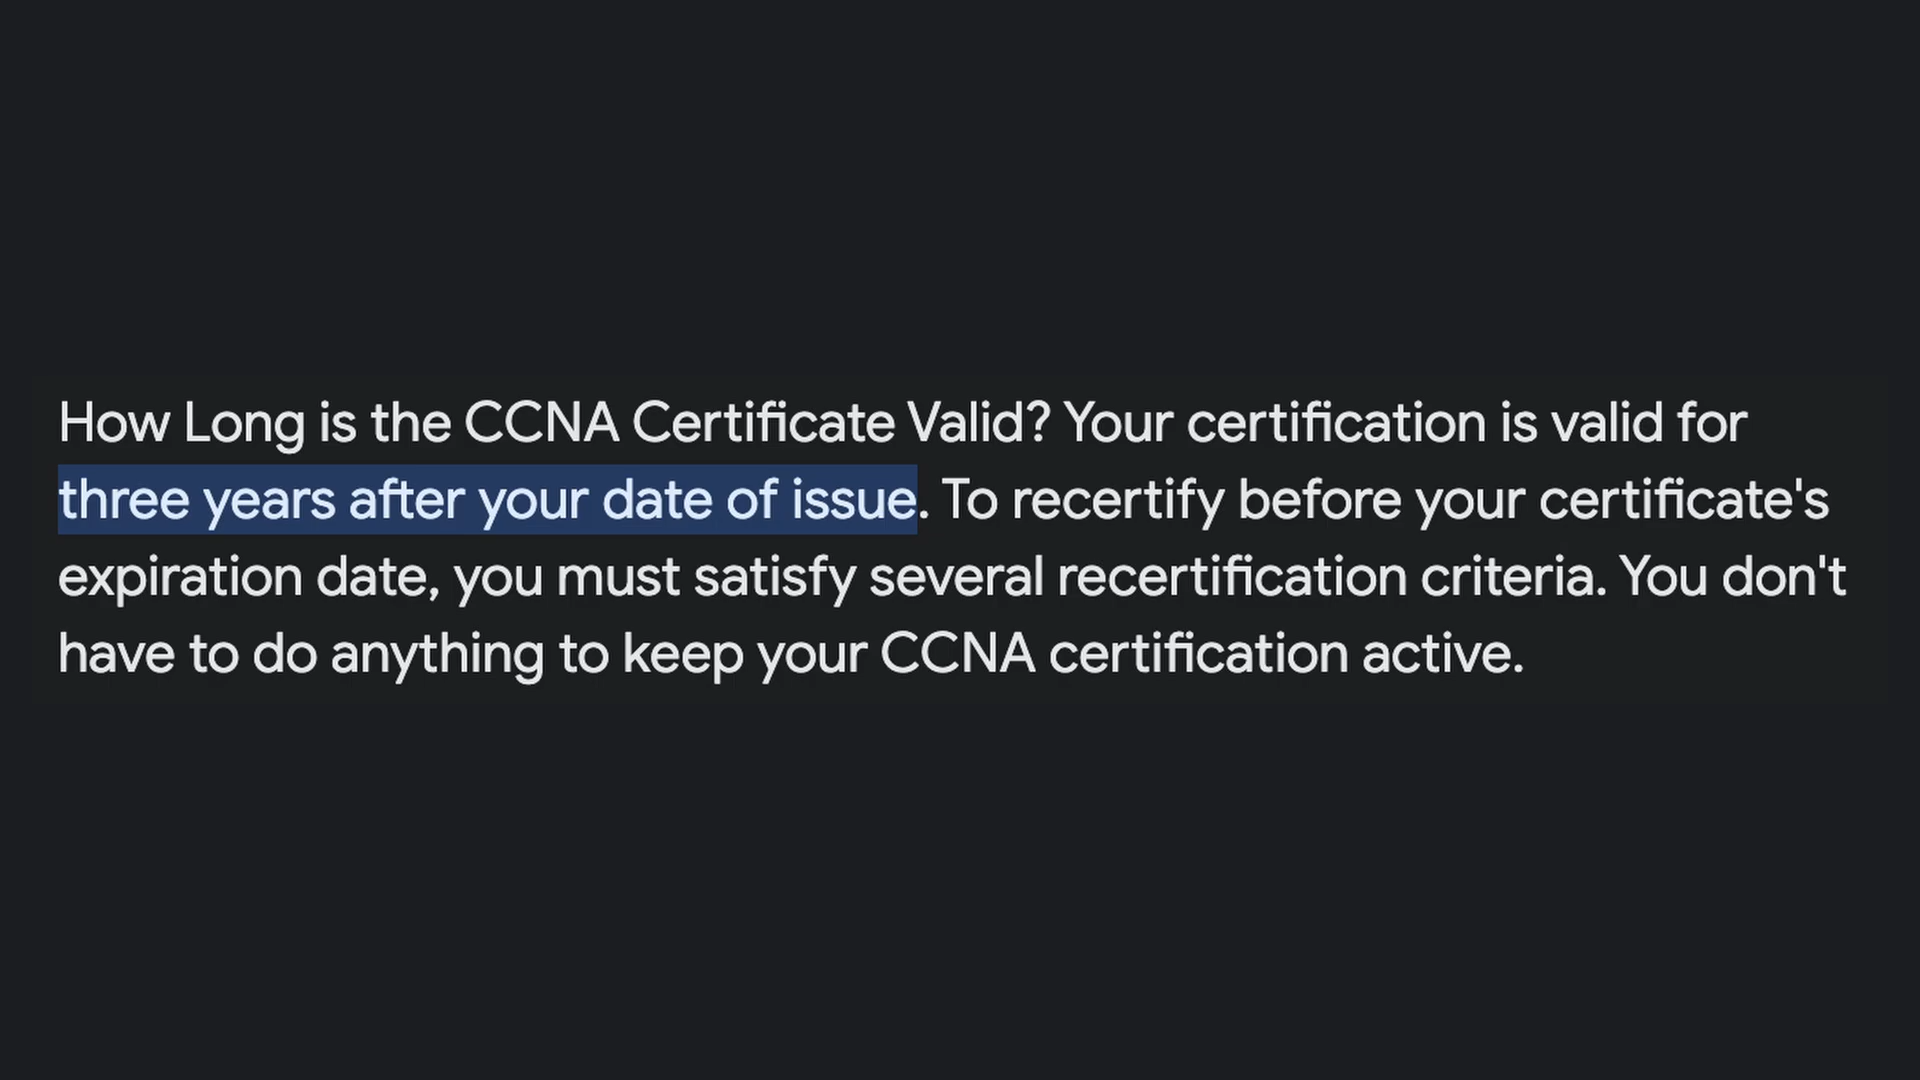 How Long is the CCNA Certificate Valid? Your certification is valid for
three years after your date of issue. To recertify before your certificate's
expiration date, you must satisfy several recertification criteria. You don't
have to do anything to keep your CCNA certification active.